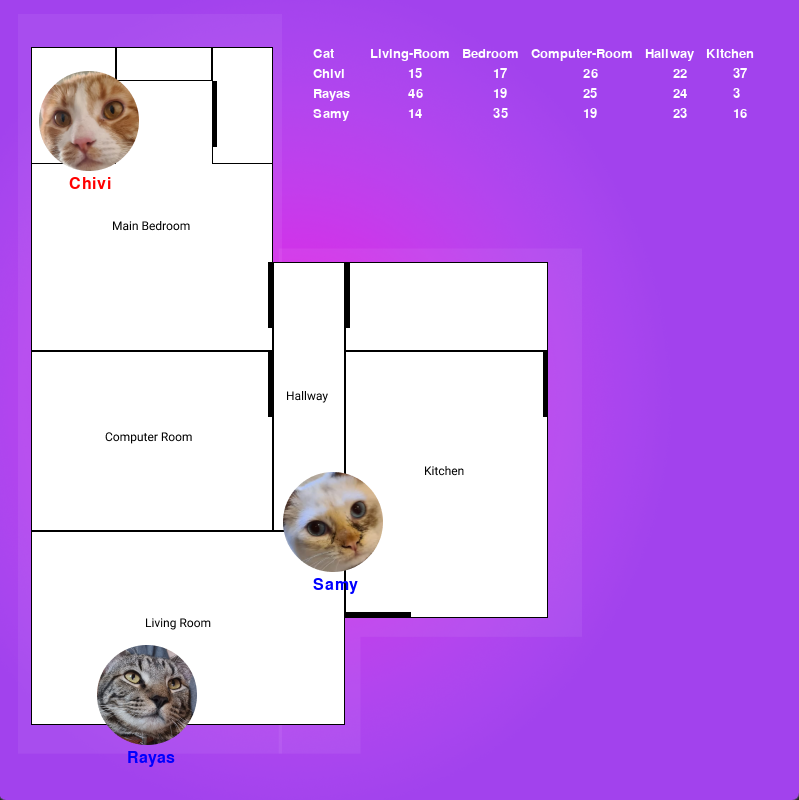 Cat Living-Room Bedroom Computer-Room Hallway Kitchen
Chivi 15 17 26 22 37
Rayas 46 19 25 24 3
Samy 14 35 19 23 16
Chivi
Main Bedroom
Hallway
Computer Room
Kitchen
Samy
Living Room
Rayas